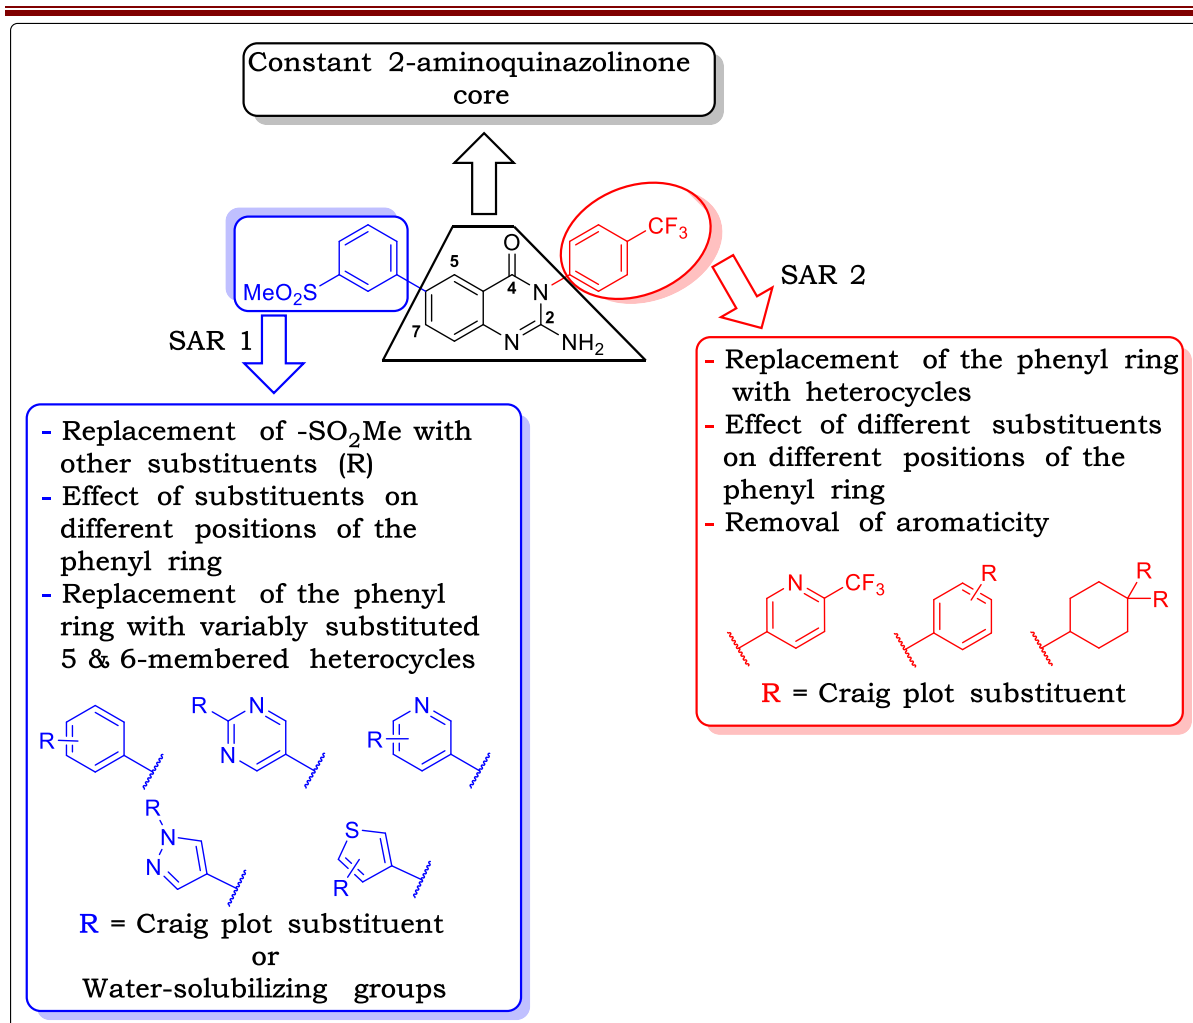 Constant 2-aminoquinazolinone
core
CF3
O
5
4
N
MeO2S
2
7
N
NH2
SAR 1
SAR 2
- Replacement of -SO2Me with
other substituents (R)
- Effect of substituents on
different positions of the
phenyl ring
- Replacement of the phenyl
ring with variably substituted
5 & 6-membered heterocycles
R
R
N
N
N
R
R
N
N
S
R
R = Craig plot substituent
or
Water-solubilizing groups
- Replacement of the phenyl ring
with heterocycles
- Effect of different substituents
on different positions of the
phenyl ring
- Removal of aromaticity
N
CF3
R
R
R
R = Craig plot substituent